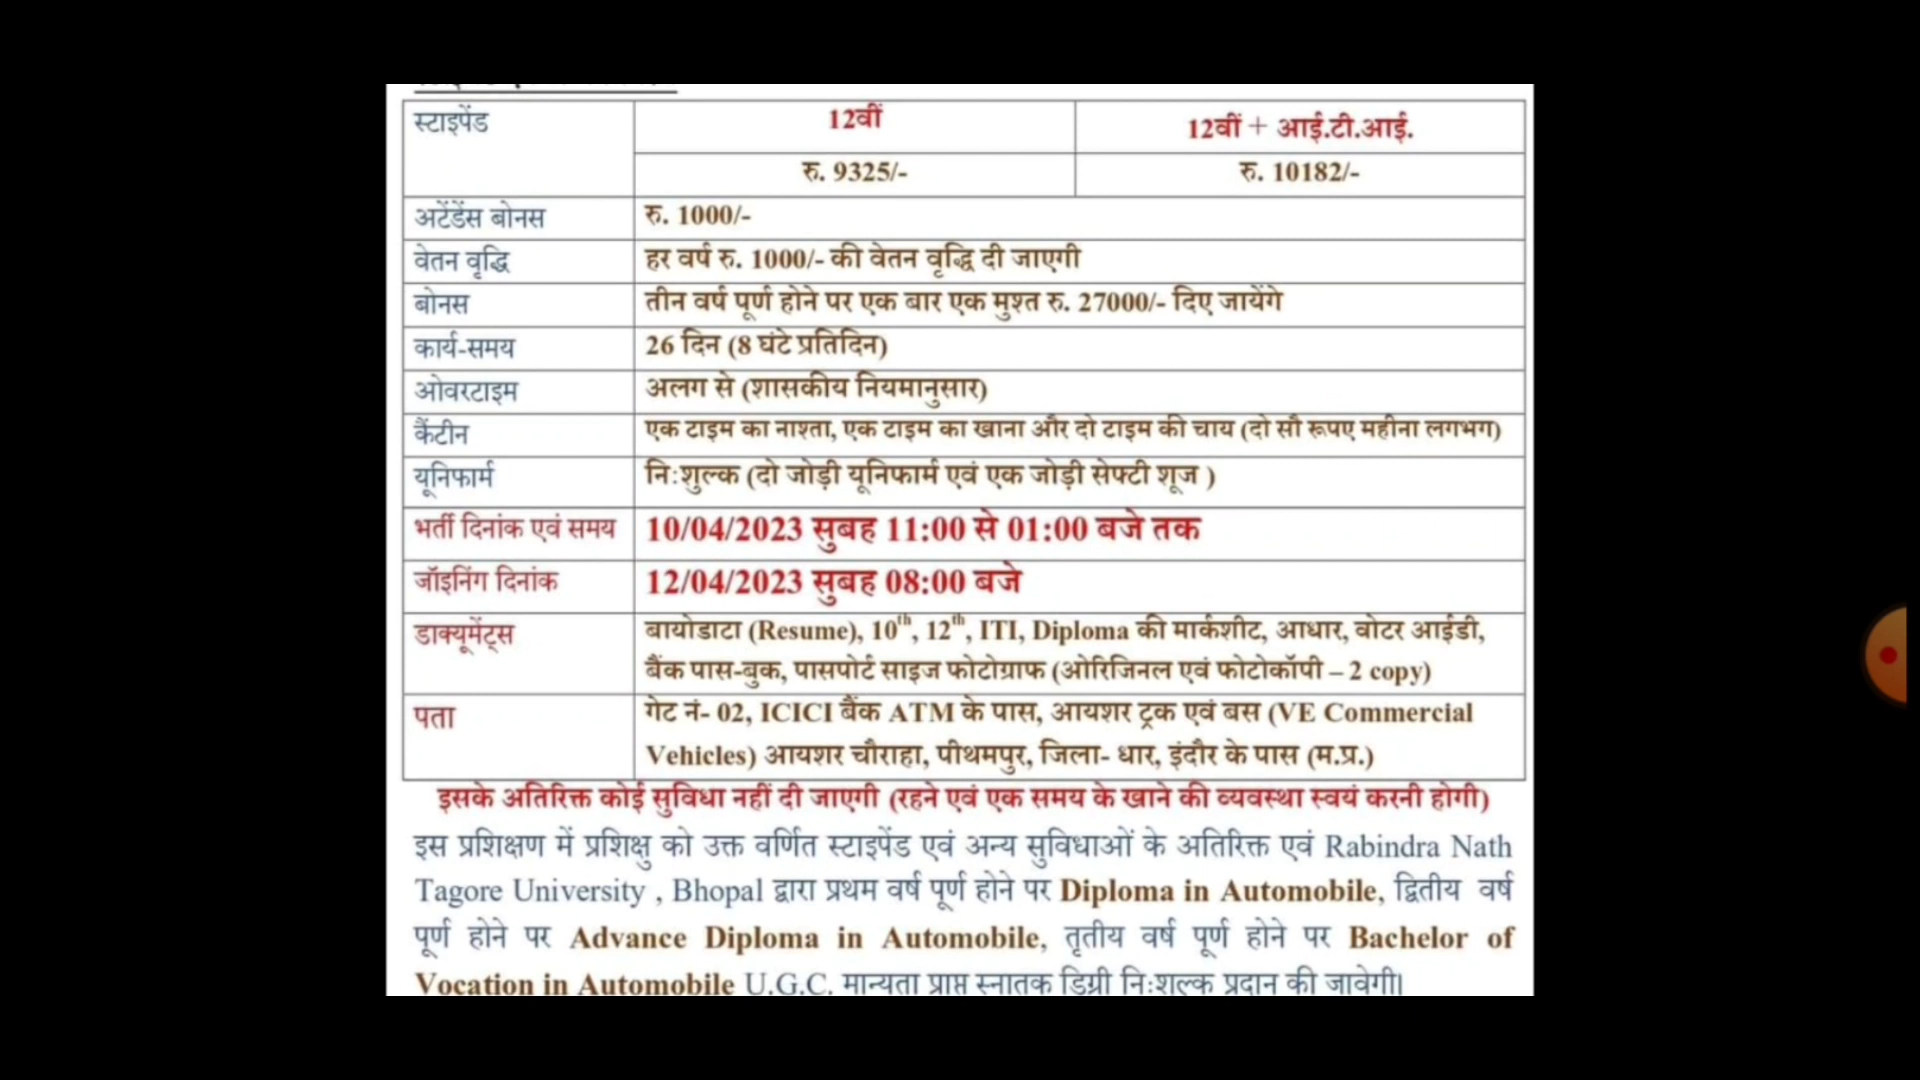 स्टाइपेंड
12वीं
12वीं + आई.टी.आई.
रु. 9325/-
रु. 10182/-
अटेंडेंस बोनस
रु. 1000/-
वेतन वृद्धि
हर वर्ष रु. 1000/- की वेतन वृद्धि दी जाएगी
बोनस
तीन वर्ष पूर्ण होने पर एक बार एक मुश्त रु. 27000/- दिए जायेंगे
कार्य-समय
26 दिन (8 घंटे प्रतिदिन)
ओवरटाइम
अलग से (शासकीय नियमानुसार)
कैंटीन
एक टाइम का नाश्ता, एक टाइम का खाना और दो टाइम की चाय (दो सौ रूपए महीना लगभग)
यूनिफार्म
नि:शुल्क (दो जोड़ी यूनिफार्म एवं एक जोड़ी सेफ्टी शूज )
भर्ती दिनांक एवं समय
10/04/2023 सुबह 11:00 से 01:00 बजे तक
जॉइनिंग दिनांक
12/04/2023 सुबह 08:00 बजे
डाक्यूमेंट्स
बायोडाटा (Resume), 10th, 12th, ITI, Diploma की मार्कशीट, आधार, वोटर आईडी,
बैंक पास-बुक, पासपोर्ट साइज फोटोग्राफ (ओरिजिनल एवं फोटोकॉपी – 2 copy)
पता
गेट नं- 02, ICICI बैंक ATM के पास, आयशर ट्रक एवं बस (VE Commercial
Vehicles) आयशर चौराहा, पीथमपुर, जिला- धार, इंदौर के पास (म.प्र.)
इसके अतिरिक्त कोई सुविधा नहीं दी जाएगी (रहने एवं एक समय के खाने की व्यवस्था स्वयं करनी होगी)
इस प्रशिक्षण में प्रशिक्षु को उक्त वर्णित स्टाइपेंड एवं अन्य सुविधाओं के अतिरिक्त एवं Rabindra Nath
Tagore University , Bhopal द्वारा प्रथम वर्ष पूर्ण होने पर Diploma in Automobile, द्वितीय वर्ष
पूर्ण होने पर Advance Diploma in Automobile, तृतीय वर्ष पूर्ण होने पर Bachelor of
Vocation in Automobile U.G.C. मान्यता प्राप्त स्नातक डिग्री नि:शुल्क प्रदान की जावेगी।